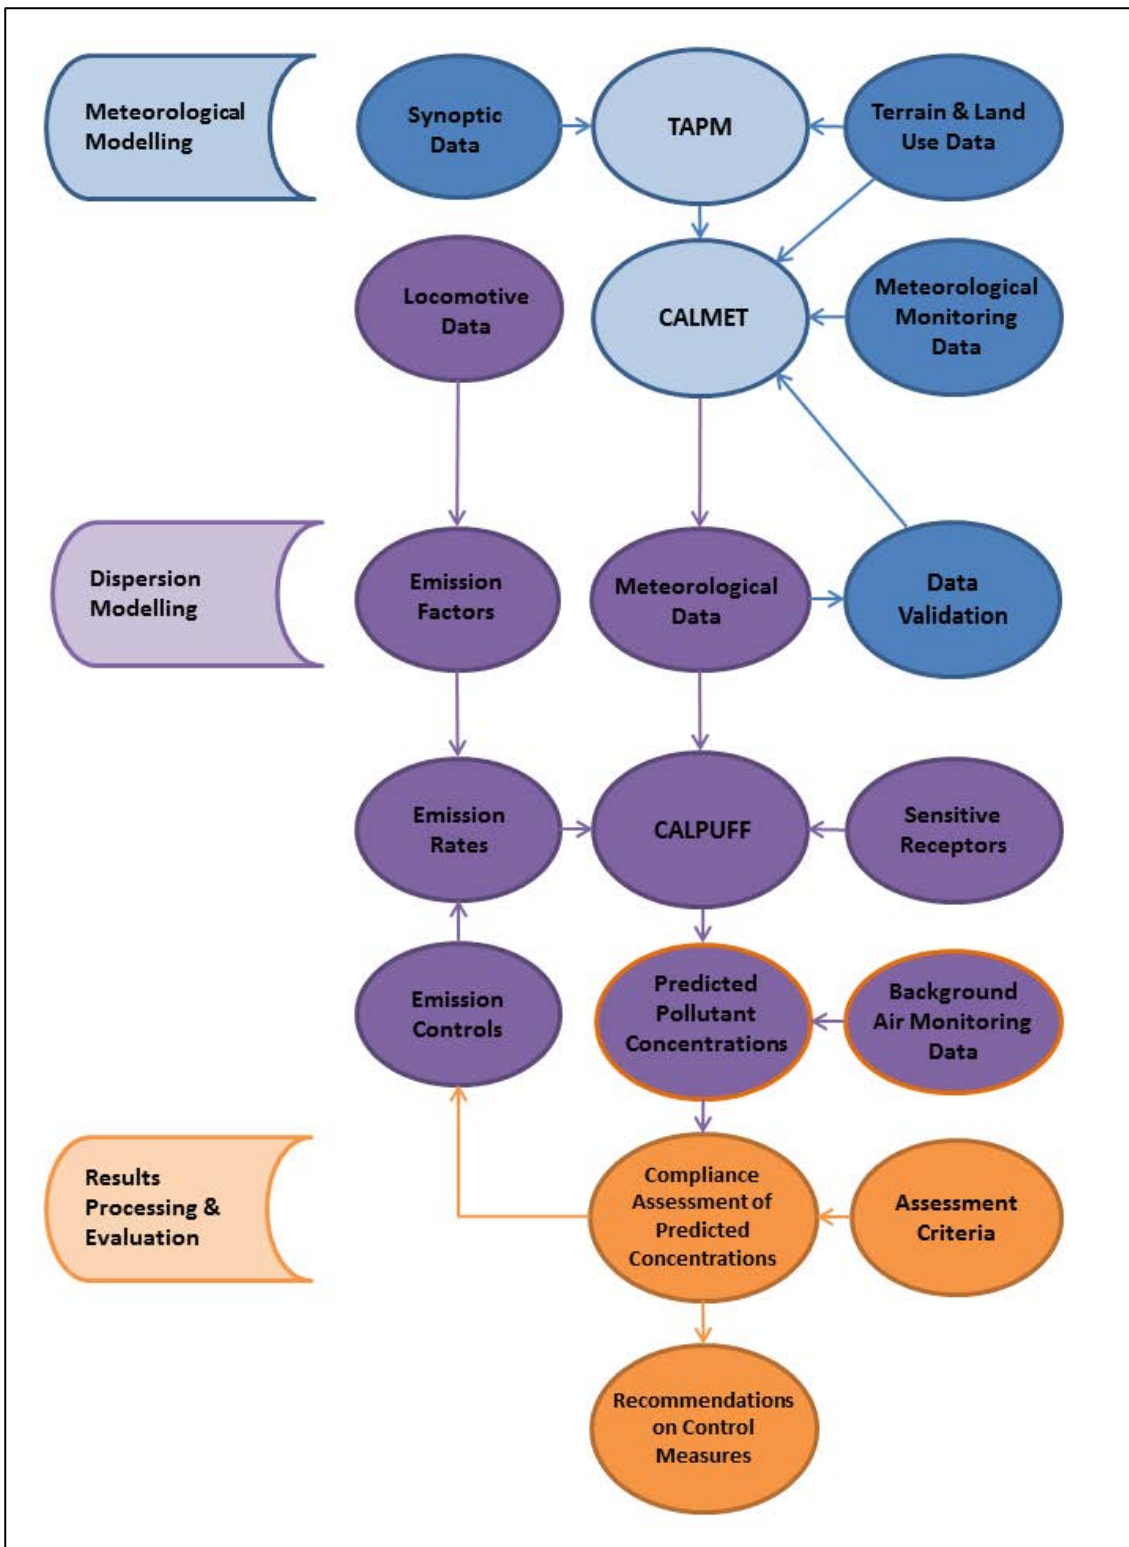 Meteorological
Modelling
Synoptic
Data
TAPM
Terrain & Land
Use Data
Locomotive
Data
CALMET
Meteorological
Monitoring
Data
Dispersion
Modelling
Emission
Factors
Meteorological
Data
Data
Validation
Emission
Rates
CALPUFF
Sensitive
Receptors
Emission
Controls
Predicted
Pollutant
Concentrations
Background
Air Monitoring
Data
Results
Processing &
Evaluation
Compliance
Assessment of
Predicted
Concentrations
Assessment
Criteria
Recommendations
on Control
Measures